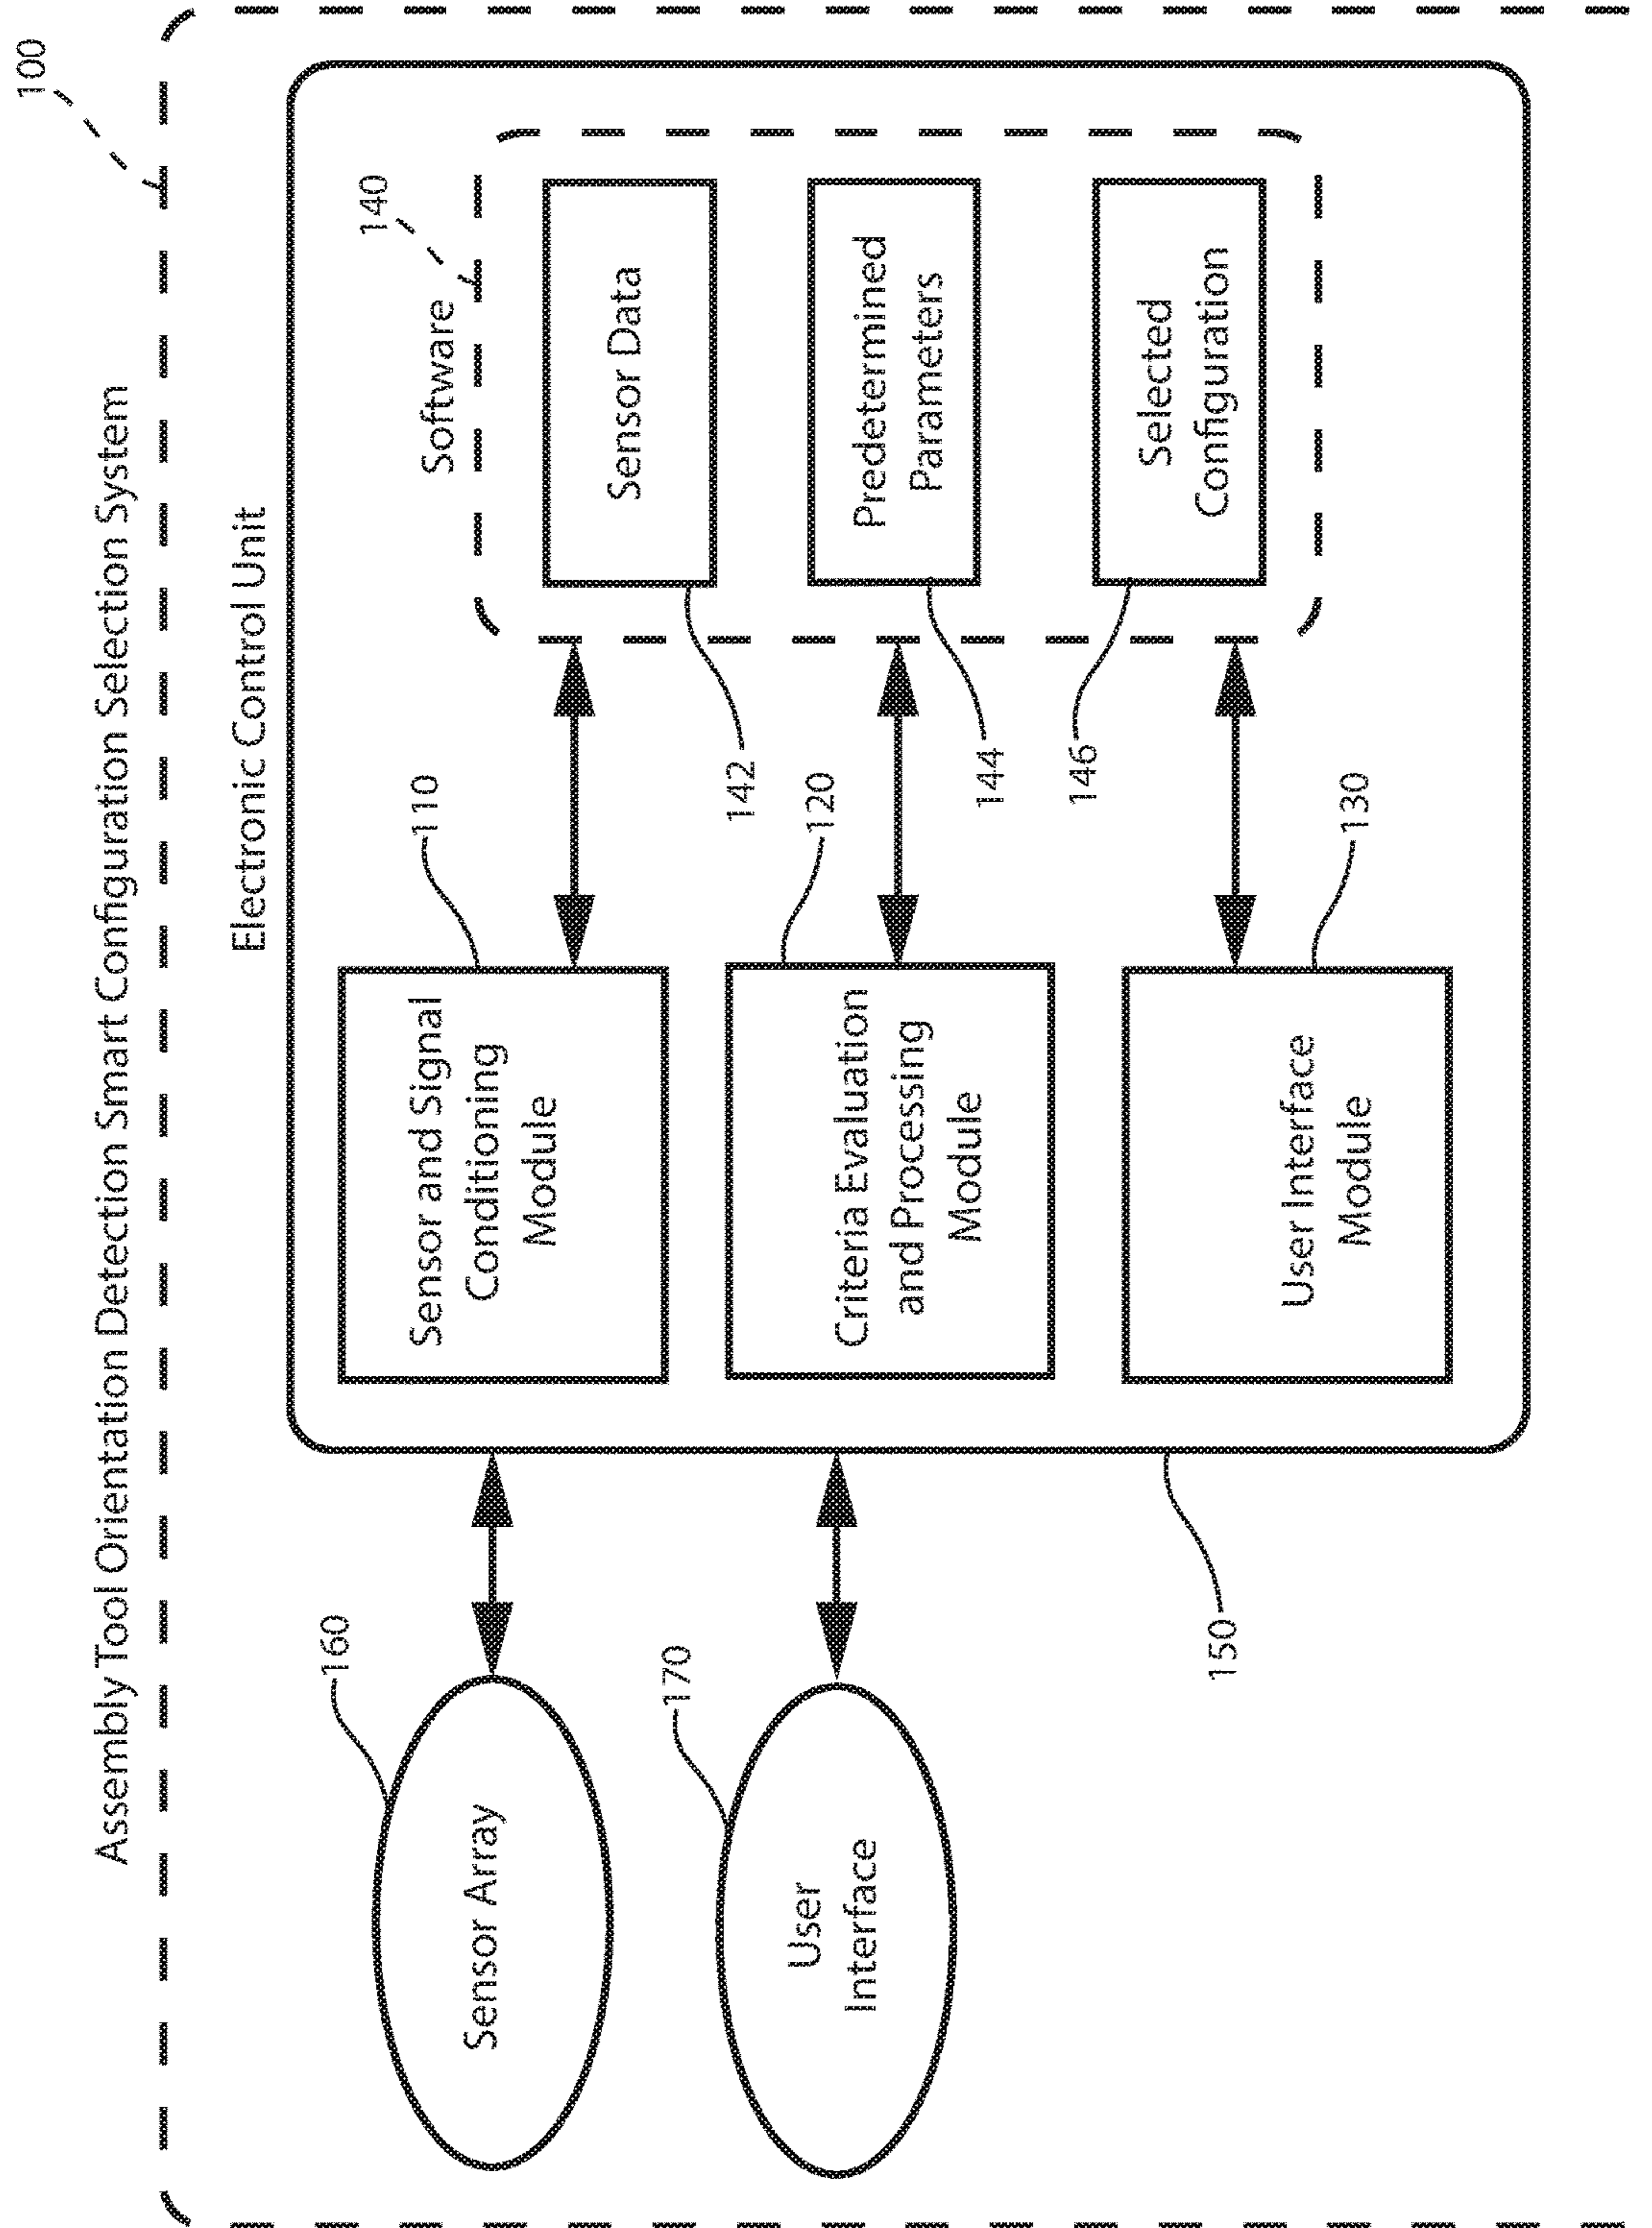 100
Assembly Tool Orientation Detection Smart Configuration Selection System
Electronic Control Unit
160
Sensor Array
170
User
Interface
150
110
Sensor and Signal
Conditioning
Module
120
Criteria Evaluation
and Processing
Module
130
User Interface
Module
Software
140
142
Sensor Data
144
Predetermined
Parameters
146
Selected
Configuration